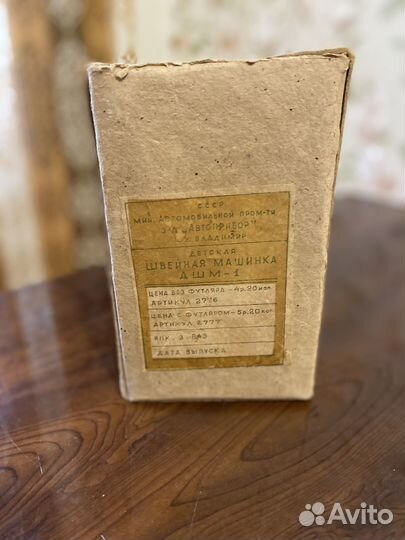 СССР
МИН. АВТОМОБИЛЬНОЙ ПРОМ-ТИ
З-Д „АВТОПРИБОР"
г. ВЛАДИМИР
ДЕТСКАЯ
ШВЕЙНАЯ МАШИНКА
ДШМ-1
ЦЕНА БЕЗ ФУТЛЯРА-4р.20коп
АРТИКУЛ 2776
ЦЕНА С ФУТЛЯРОМ-5р.20коп
АРТИКУЛ 2777
ДАТА ВЫПУСКА
Avito